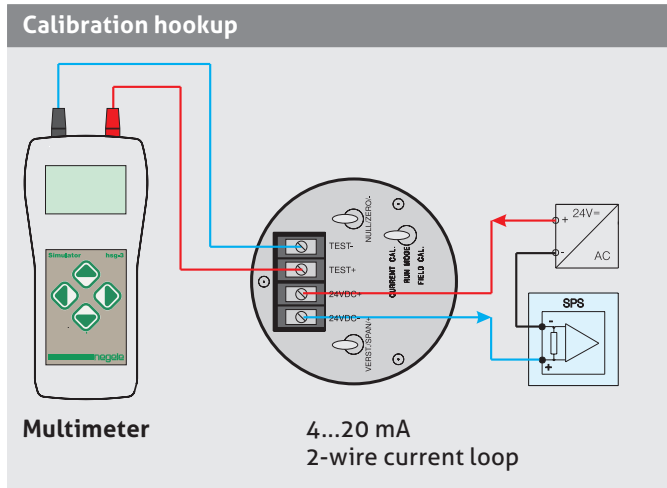 Calibration hookup
Simulator hsg-3
negele
TEST-
TEST+
24VDC+
24VDC-
NULL/ZERO/-
CURRENT CAL.
RUN MODE
FIELD CAL.
VERST./SPAN/+
+ 24V=
-
AC
SPS
-
+
Multimeter
4...20 mA
2-wire current loop